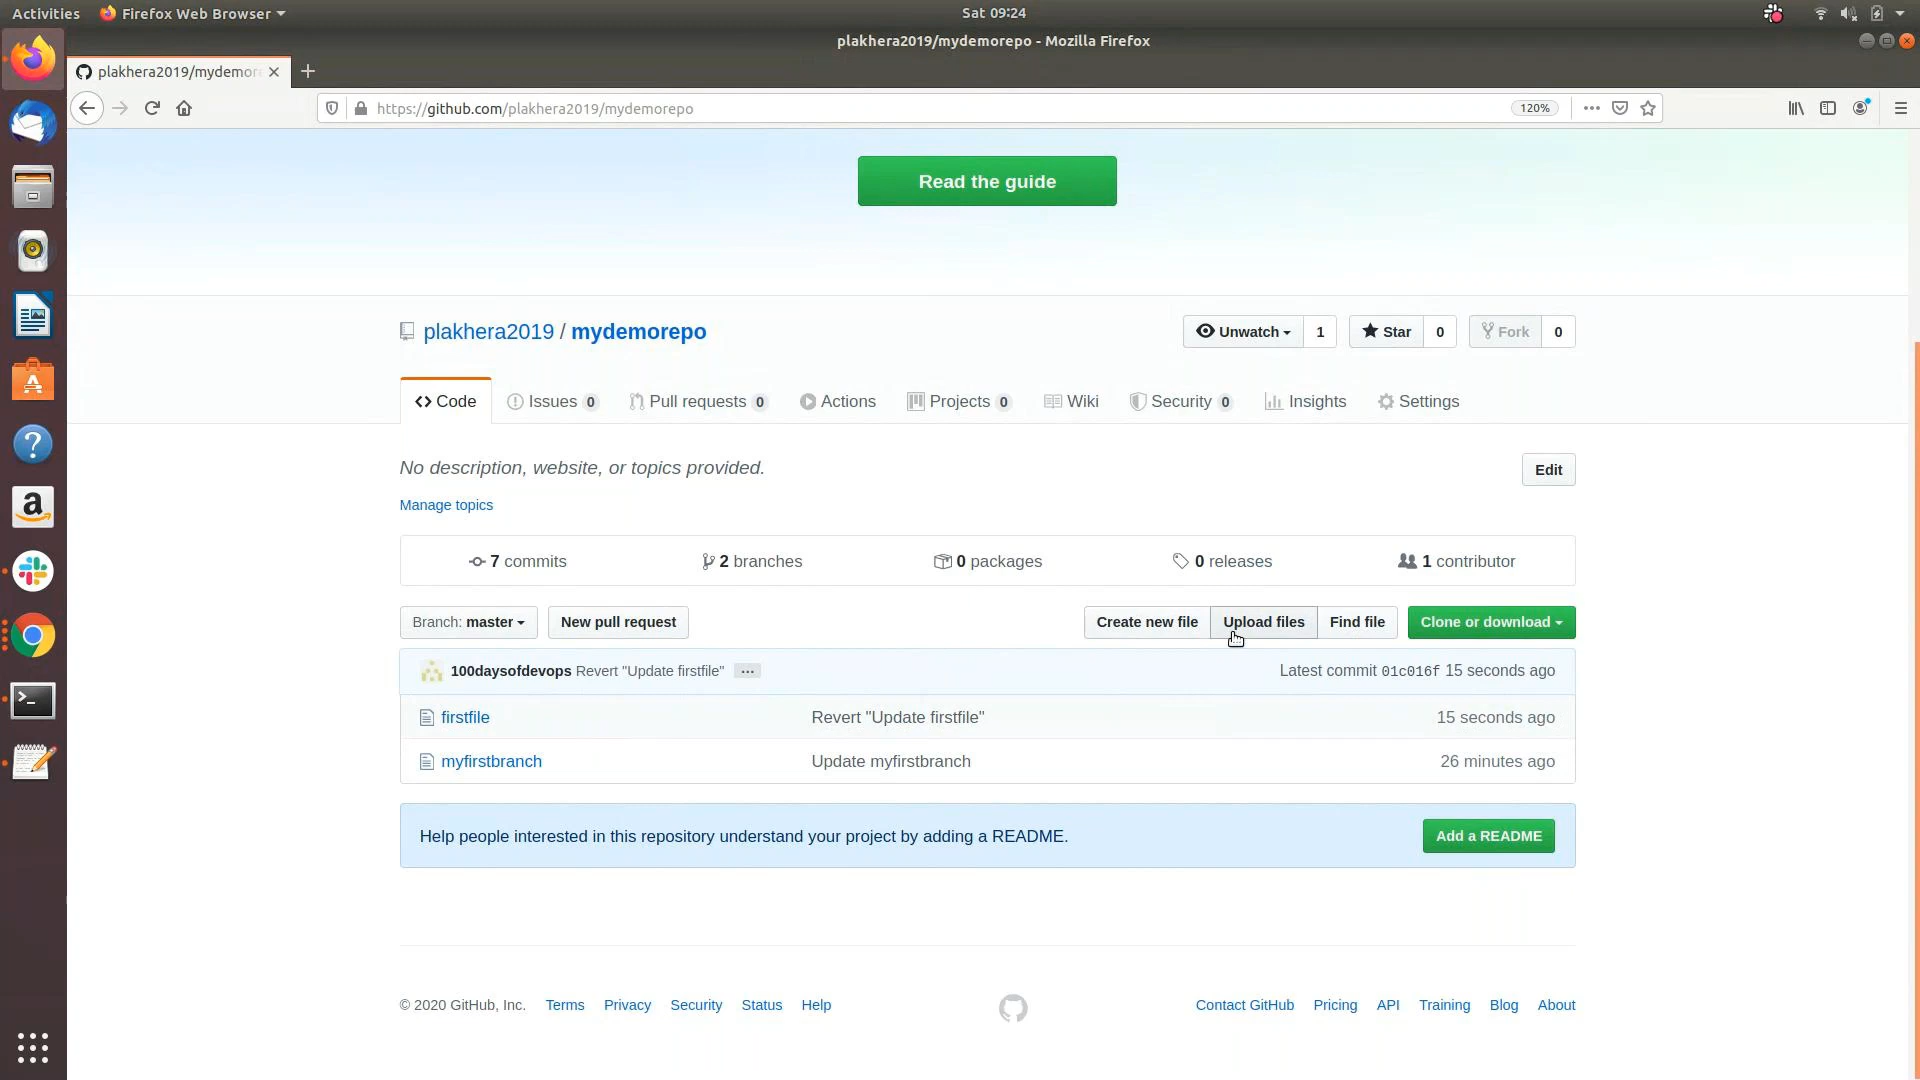 Activities Firefox Web Browser Sat 09:24
plakhera2019/mydemorepo - Mozilla Firefox
plakhera2019/mydemor
https://github.com/plakhera2019/mydemorepo 120%
Read the guide
plakhera2019 / mydemorepo Unwatch 1 Star 0 Fork 0
Code Issues 0 Pull requests 0 Actions Projects 0 Wiki Security 0 Insights Settings
No description, website, or topics provided. Edit
Manage topics
7 commits 2 branches 0 packages 0 releases 1 contributor
Branch: master New pull request Create new file Upload files Find file Clone or download
100daysofdevops Revert "Update firstfile" ... Latest commit 01c016f 15 seconds ago
firstfile Revert "Update firstfile" 15 seconds ago
myfirstbranch Update myfirstbranch 26 minutes ago
Help people interested in this repository understand your project by adding a README. Add a README
© 2020 GitHub, Inc. Terms Privacy Security Status Help Contact GitHub Pricing API Training Blog About